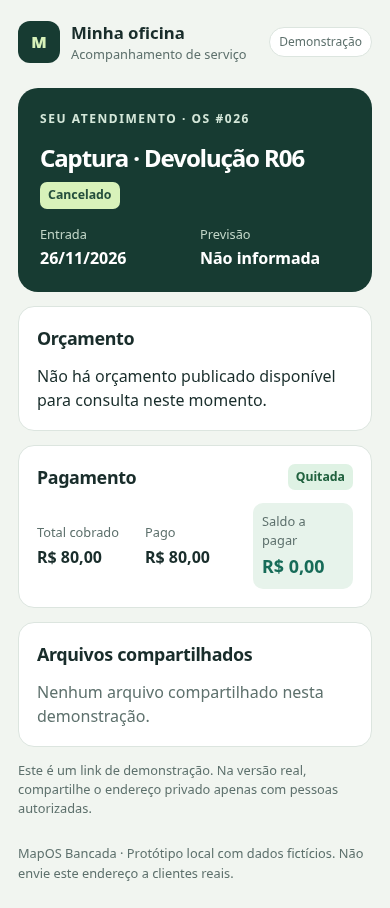 M
Minha oficina
Acompanhamento de serviço
Demonstração
SEU ATENDIMENTO · OS #026
Captura · Devolução R06
Cancelado
Entrada
26/11/2026
Previsão
Não informada
Orçamento
Não há orçamento publicado disponível
para consulta neste momento.
Pagamento
Quitada
Total cobrado
R$ 80,00
Pago
R$ 80,00
Saldo a
pagar
R$ 0,00
Arquivos compartilhados
Nenhum arquivo compartilhado nesta
demonstração.
Este é um link de demonstração. Na versão real,
compartilhe o endereço privado apenas com pessoas
autorizadas.
MapOS Bancada · Protótipo local com dados fictícios. Não
envie este endereço a clientes reais.